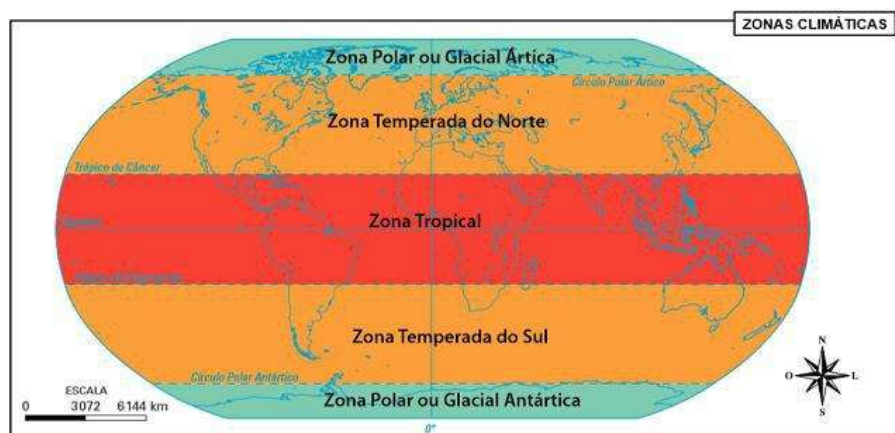 ZONAS CLIMÁTICAS
Zona Polar ou Glacial Ártica
Círculo Polar Ártico
Zona Temperada do Norte
Trópico de Câncer
Zona Tropical
Zona Temperada do Sul
Círculo Polar Antártico
Zona Polar ou Glacial Antártica
ESCALA
0 3072 6144 km
0°
N
O L
S